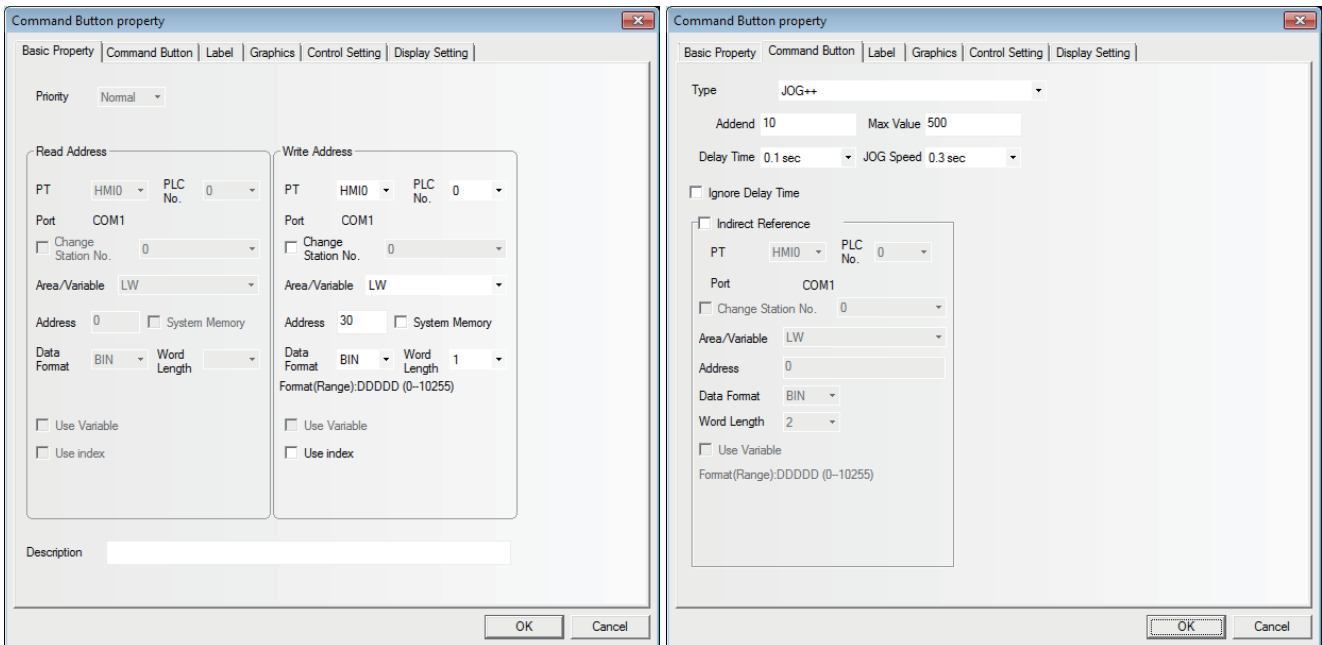 Command Button property
Basic Property Command Button Label Graphics Control Setting Display Setting
Priority Normal
Read Address
PT HMI0 PLC No. 0
Port COM1
Change Station No. 0
Area/Variable LW
Address 0 System Memory
Data Format BIN Word Length
Use Variable
Use index
Write Address
PT HMI0 PLC No. 0
Port COM1
Change Station No. 0
Area/Variable LW
Address 30 System Memory
Data Format BIN Word Length 1
Format(Range):DDDDD (0--10255)
Use Variable
Use index
Description
OK Cancel
Command Button property
Basic Property Command Button Label Graphics Control Setting Display Setting
Type JOG++
Addend 10 Max Value 500
Delay Time 0.1 sec JOG Speed 0.3 sec
Ignore Delay Time
Indirect Reference
PT HMI0 PLC No. 0
Port COM1
Change Station No. 0
Area/Variable LW
Address 0
Data Format BIN
Word Length 2
Use Variable
Format(Range):DDDDD (0--10255)
OK Cancel